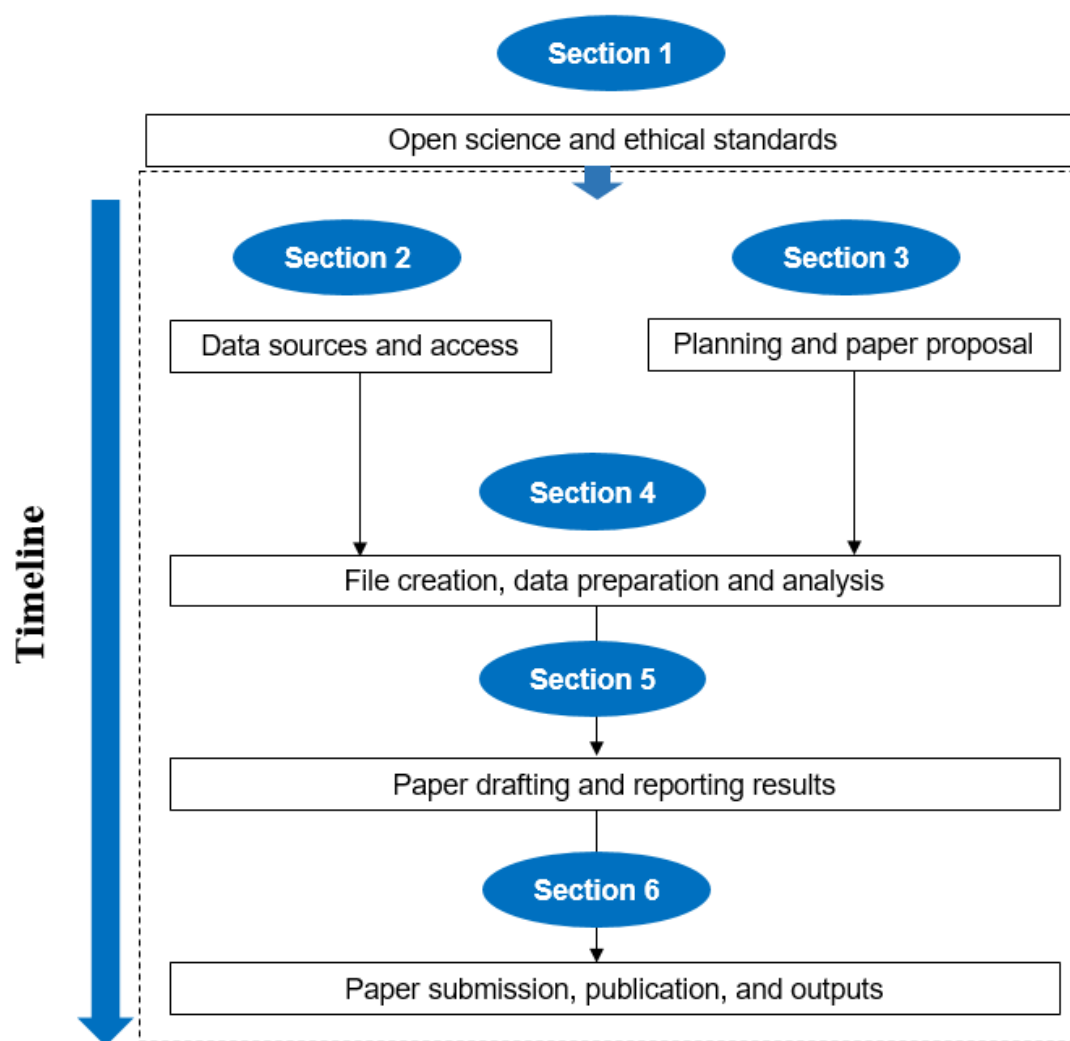 Section 1
Open science and ethical standards
Section 2
Section 3
Data sources and access
Planning and paper proposal
Section 4
Timeline
File creation, data preparation and analysis
Section 5
Paper drafting and reporting results
Section 6
Paper submission, publication, and outputs